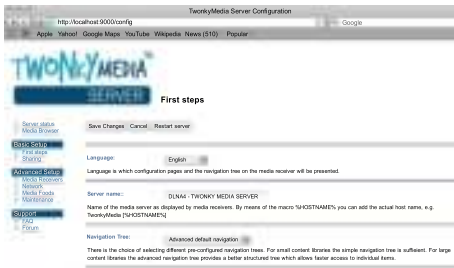 TwonkyMedia Server Configuration
http://localhost:9000/config
Google
Apple Yahoo! Google Maps YouTube Wikipedia News (510) Popular
TWONKYMEDIA
SERVER
First steps
Server status
Media Browser
Save Changes Cancel Restart server
Basic Setup
First steps
Sharing
Language:
English
Language is which configuration pages and the navigation on the media receiver will be presented.
Advanced Setup
Media Receivers
Network
Media Foods
Maintenance
Server name::
DLNA4 - TWONKY MEDIA SERVER
Name of the media server as displayed by media receivers. By means of the macro %HOSTNAME% you can add the actual host name, e.g.
TwonkyMedia [%HOSTNAME%]
Support
FAQ
Forum
Navigation Tree:
Advanced default navigation
There is the choice of selecting different pre-configured navigation trees. For small content libraries the simple navigation tree is suffieint. For large
content libraries the advanced navigation tree provides a better structured tree which allows faster access to individual items.